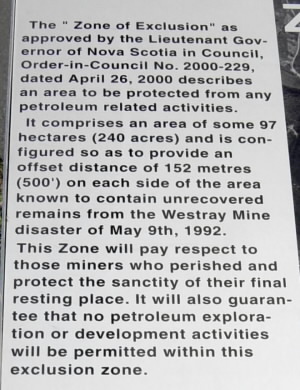 The " Zone of Exclusion" as
approved by the Lieutenant Gov-
ernor of Nova Scotia in Council,
Order-in-Council No. 2000-229,
dated April 26, 2000 describes
an area to be protected from any
petroleum related activities.
It comprises an area of some 97
hectares (240 acres) and is con-
figured so as to provide an
offset distance of 152 metres
(500') on each side of the area
known to contain unrecovered
remains from the Westray Mine
disaster of May 9th, 1992.
This Zone will pay respect to
those miners who perished and
protect the sanctity of their final
resting place. It will also guaran-
tee that no petroleum explora-
tion or development activities
will be permitted within this
exclusion zone.